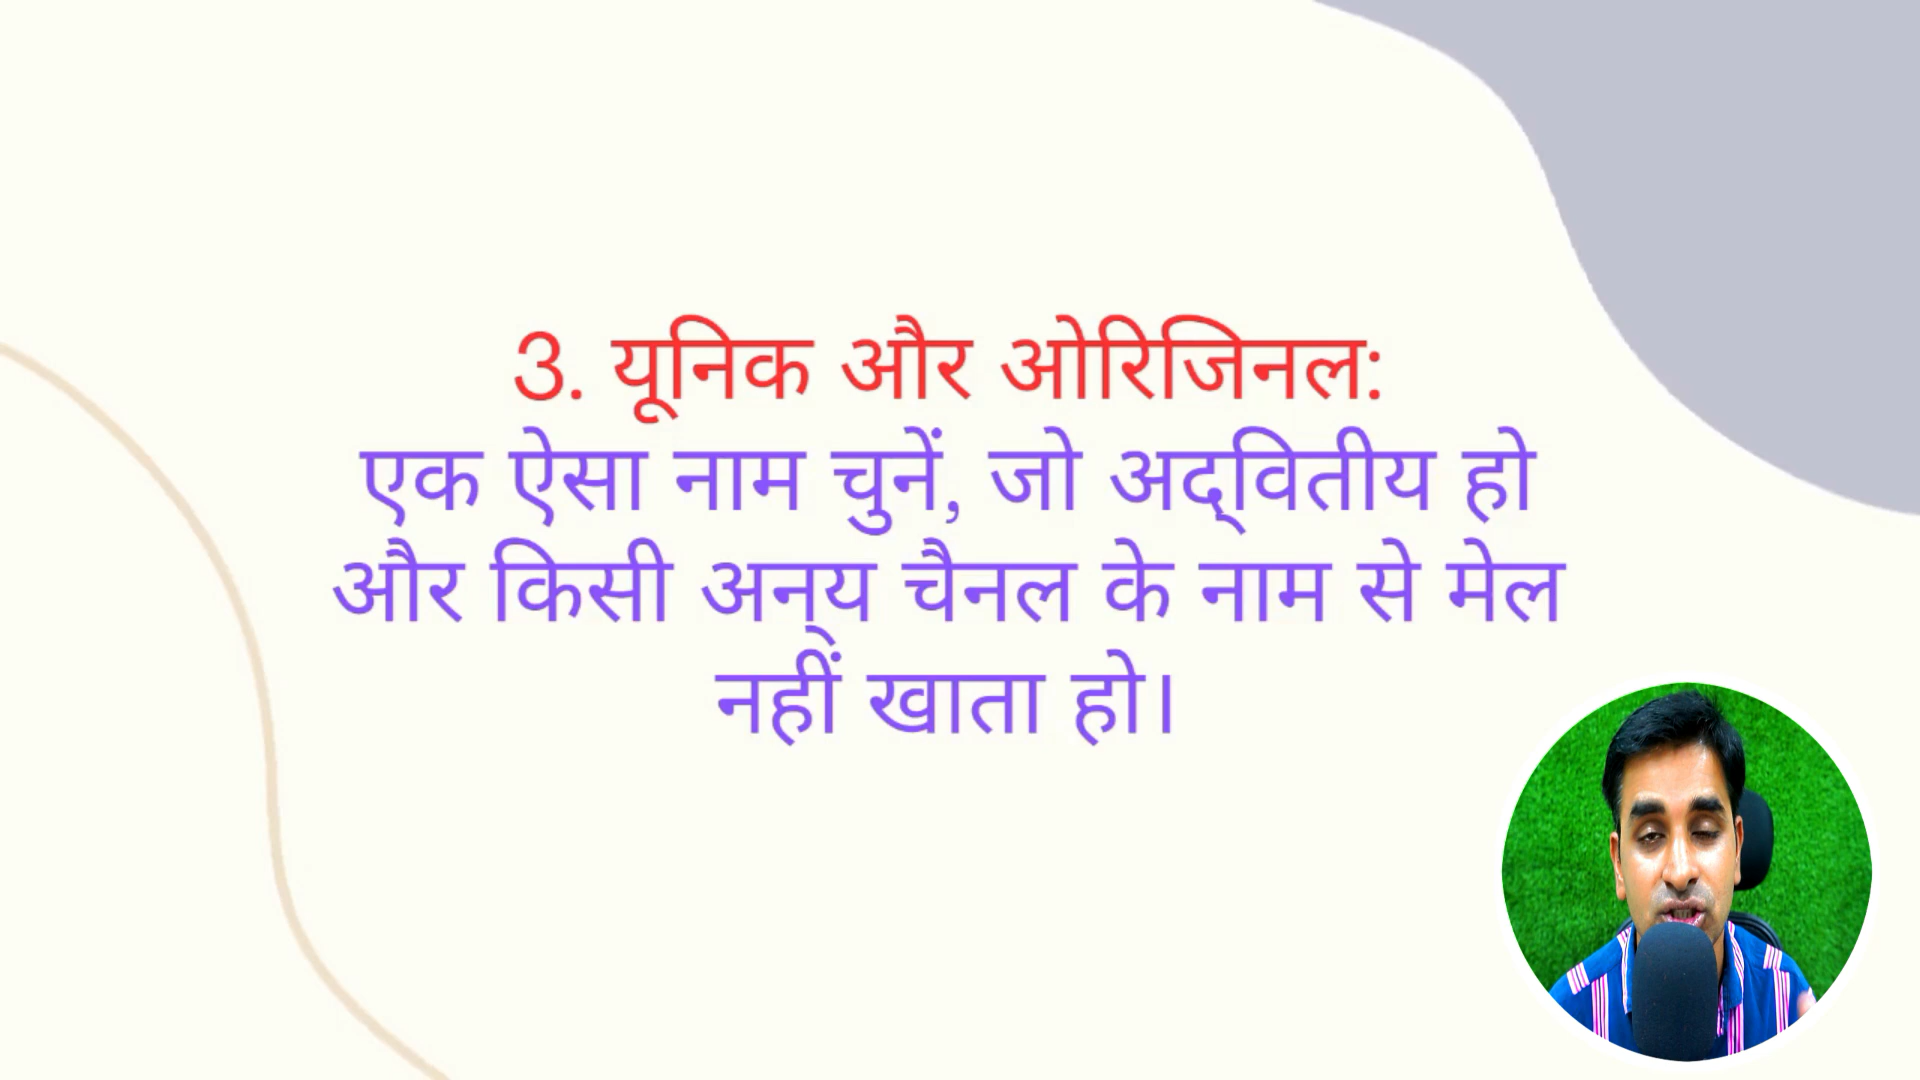 3. यूनिक और ओरिजिनल:
एक ऐसा नाम चुनें, जो अद्वितीय हो
और किसी अन्य चैनल के नाम से मेल
नहीं खाता हो।